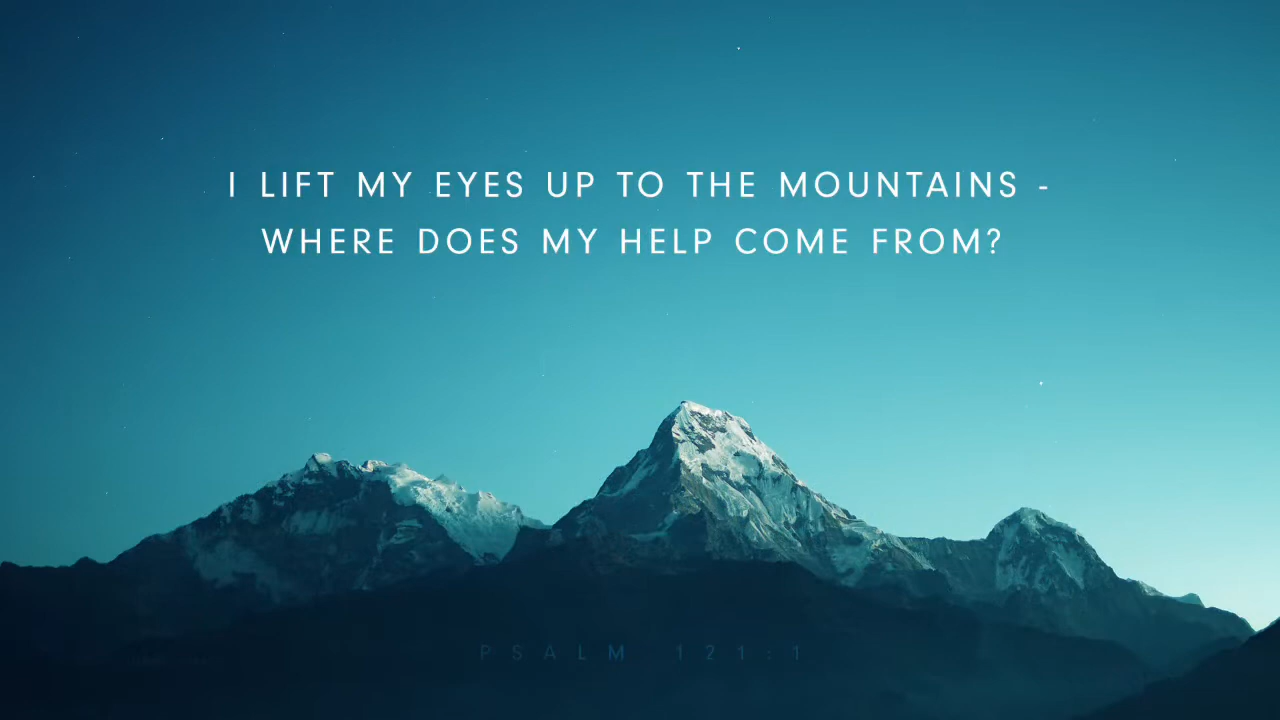 I LIFT MY EYES UP TO THE MOUNTAINS -
WHERE DOES MY HELP COME FROM?
PSALM 121:1